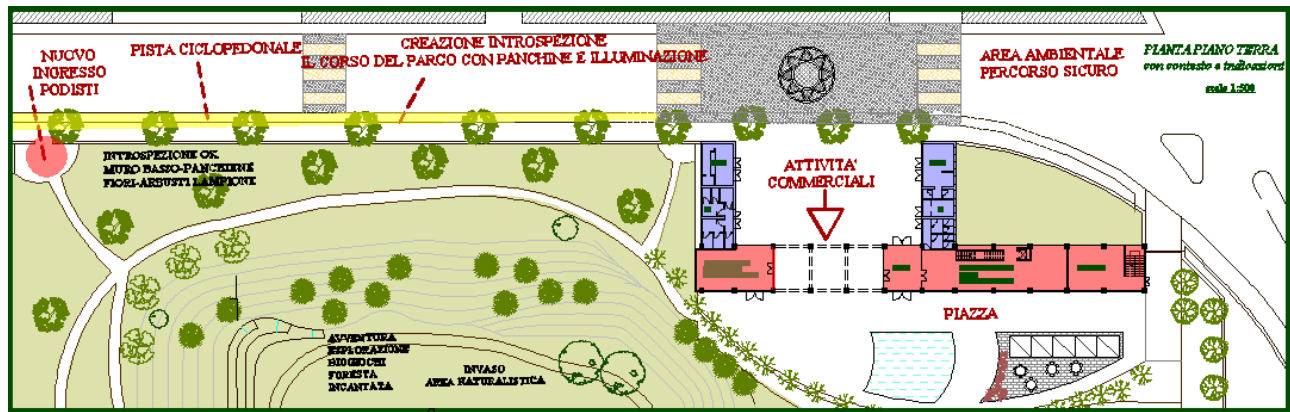 NUOVO
INGRESSO
PODISTI
PISTA CICLOPEDONALE
CREAZIONE INTROSPEZIONE
IL CORSO DEL PARCO CON PANCHINE E ILLUMINAZIONE
AREA AMBIENTALE
PERCORSO SICURO
PIANTA PIANO TERRA
con contesto e indicazioni
scala 1:500
INTROSPEZIONE OK
MURO BASSO-PANCHINE
FIORI-ARBUSTI LAMPIONE
ATTIVITA'
COMMERCIALI
PIAZZA
AVVENTURA
ESPLORAZIONE
BIOGIOCHI
FORESTA
INCANTATA
INVASO
AREA NATURALISTICA